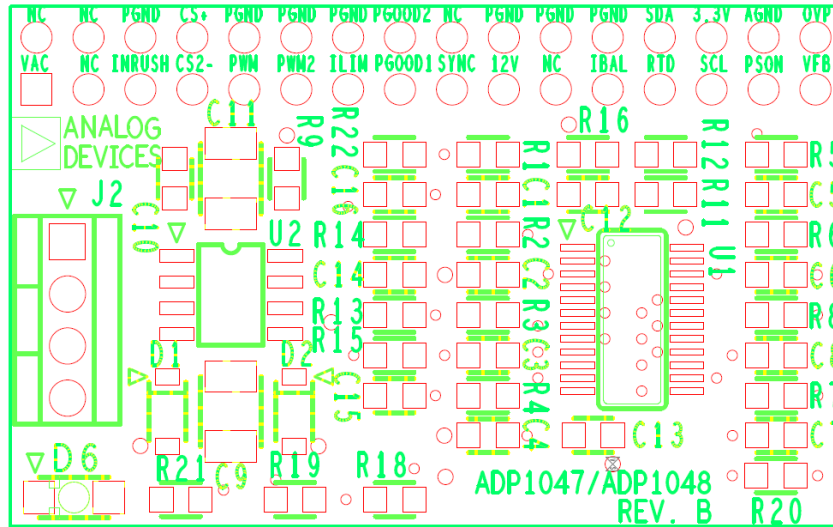 NC NC PGND CS+ PGND PGND PGND PGOOD2 NC PGND PGND PGND SDA 3.3V AGND OVP
VAC NC INRUSH CS2- PWM PWM2 ILIM PGOOD1 SYNC 12V NC IBAL RTD SCL PSON VFB
C11
R9
R22
R16
ANALOG
DEVICES
R1
R12
C16
C1
R11
J2
C10
U2
R14
R2
C12
U1
C14
C2
R13
R3
R15
D1
D2
C3
C15
R4
C9
C4
C13
D6
R21
R19
R18
ADP1047/ADP1048
REV. B
R20